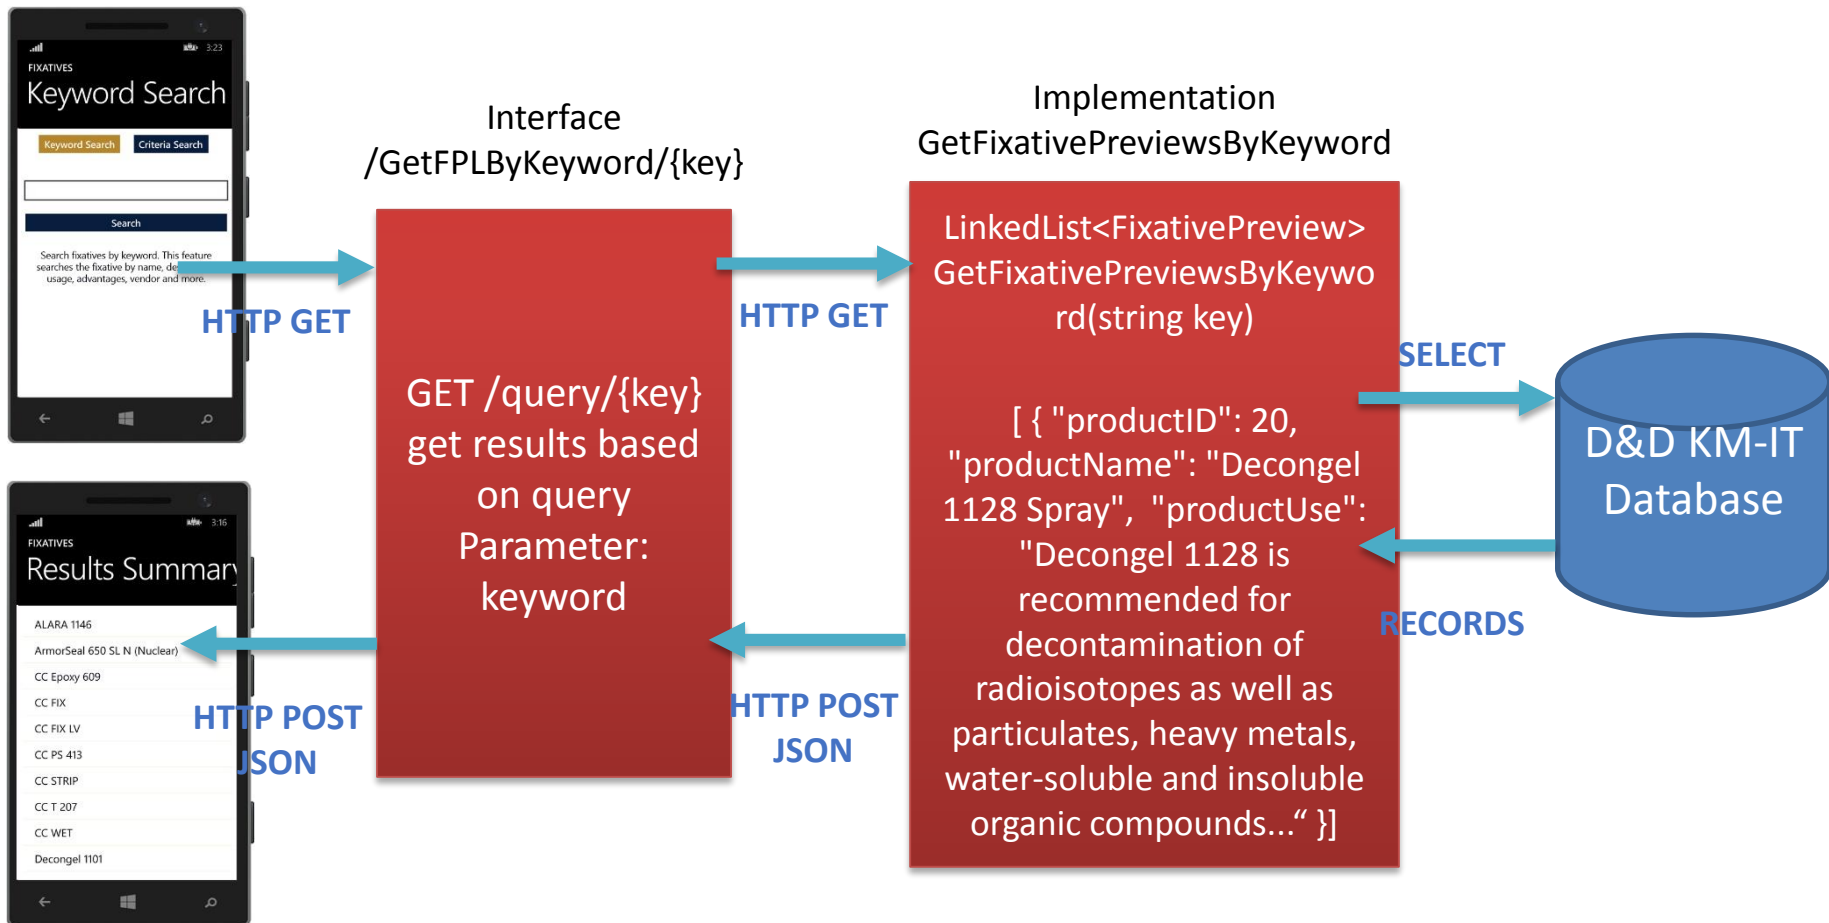 3:23
FIXATIVES
Keyword Search
Keyword Search
Criteria Search
Search
Search fixatives by keyword. This feature
searches the fixative by name,
usage, advantages, vendor and more.
HTTP GET
Interface
/GetFPLByKeyword/{key}
GET /query/{key}
get results based
on query
Parameter:
keyword
HTTP GET
Implementation
GetFixativePreviewsByKeyword
LinkedList<FixativePreview>
GetFixativePreviewsByKeywo
rd(string key)
[ { "productID": 20,
"productName": "Decongel
1128 Spray",  "productUse":
"Decongel 1128 is
recommended for
decontamination of
radioisotopes as well as
particulates, heavy metals,
water-soluble and insoluble
organic compounds...“ }]
SELECT
D&D KM-IT
Database
RECORDS
HTTP POST
JSON
HTTP POST
JSON
3:16
FIXATIVES
Results Summary
ALARA 1146
ArmorSeal 650 SL N (Nuclear)
CC Epoxy 609
CC FIX
CC FIX LV
CC PS 413
CC STRIP
CC T 207
CC WET
Decongel 1101